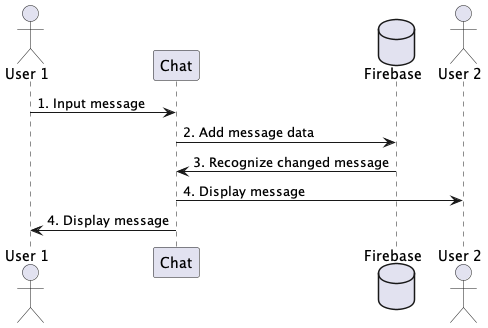 User 1
Chat
Firebase
User 2
1. Input message
2. Add message data
3. Recognize changed message
4. Display message
4. Display message
User 1
Chat
Firebase
User 2